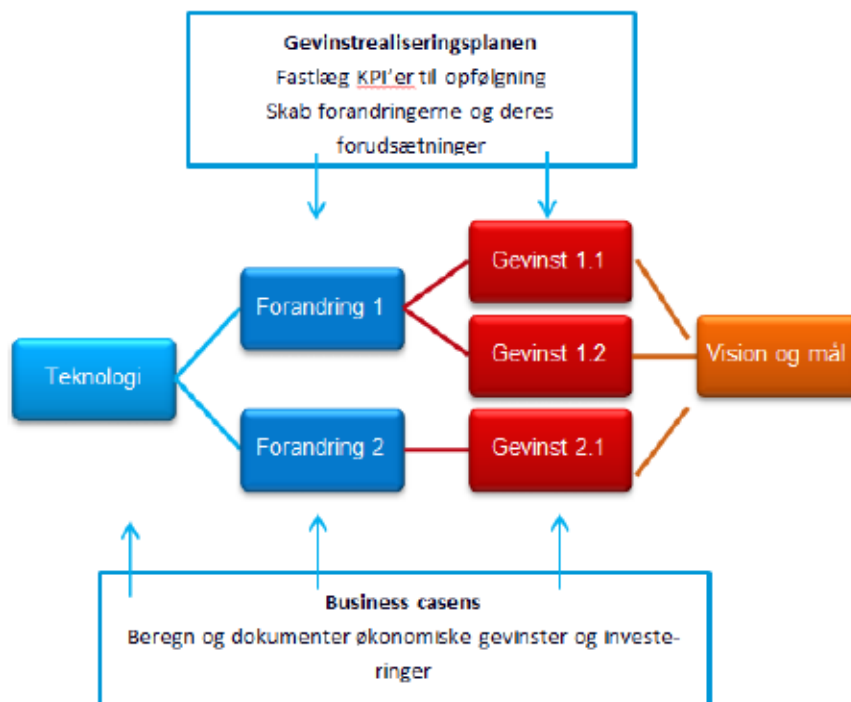 Gevinstrealiseringsplanen
Fastlæg KPI'er til opfølgning
Skab forandringerne og deres
forudsætninger
Gevinst 1.1
Forandring 1
Gevinst 1.2
Vision og mål
Teknologi
Forandring 2
Gevinst 2.1
Business casens
Beregn og dokumenter økonomiske gevinster og investe-
ringer